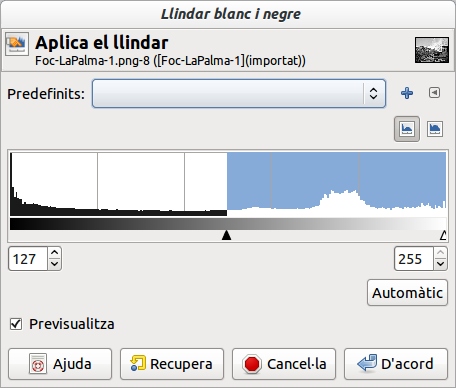 Llindar blanc i negre
Aplica el llindar
Foc-LaPalma-1.png-8 ([Foc-LaPalma-1](importat))
Predefinits:
127
255
Automàtic
Previsualitza
Ajuda
Recupera
Cancel·la
D'acord